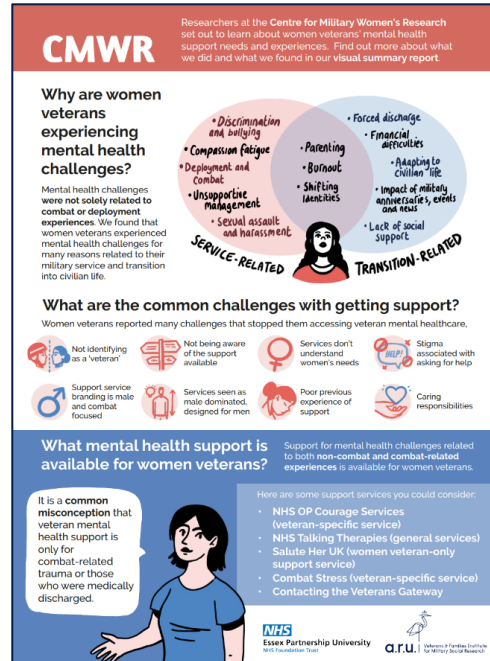 CMWR
Researchers at the Centre for Military Women's Research
set out to learn about women veterans' mental health
support needs and experiences. Find out more about what
we did and what we found in our visual summary report.
Why are women
veterans
experiencing
mental health
challenges?
Mental health challenges
were not solely related to
combat or deployment
experiences. We found that
women veterans experienced
mental health challenges for
many reasons related to their
military service and transition
into civilian life.
• Discrimination
and bullying
• Compassion fatigue
• Deployment and
combat
• Unsupportive
management
• Sexual assault
and harassment
SERVICE-RELATED
• Parenting
• Burnout
• Shifting
Identities
• Forced discharge
• Financial
difficulties
• Adapting to
civilian life
• Impact of military
anniversaries, events
and news
• Lack of social
support
TRANSITION-RELATED
What are the common challenges with getting support?
Women veterans reported many challenges that stopped them accessing veteran mental healthcare,
Not identifying
as a 'veteran'
Not being aware
of the support
available
Services don't
understand
women's needs
HELP!
Stigma
associated with
asking for help
Support service
branding is male
and combat
focused
Services seen as
male dominated,
designed for men
Poor previous
experience of
support
Caring
responsibilities
What mental health support is
available for women veterans?
Support for mental health challenges related
to both non-combat and combat-related
experiences is available for women veterans.
It is a common
misconception that
veteran mental
health support is
only for
combat-related
trauma or those
who were medically
discharged.
Here are some support services you could consider:
• NHS OP Courage Services
(veteran-specific service)
• NHS Talking Therapies (general services)
• Salute Her UK (women veteran-only
support service)
• Combat Stress (veteran-specific service)
• Contacting the Veterans Gateway
NHS
Essex Partnership University
NHS Foundation Trust
a.r.u.
Veterans & Families Institute
for Military Social Research